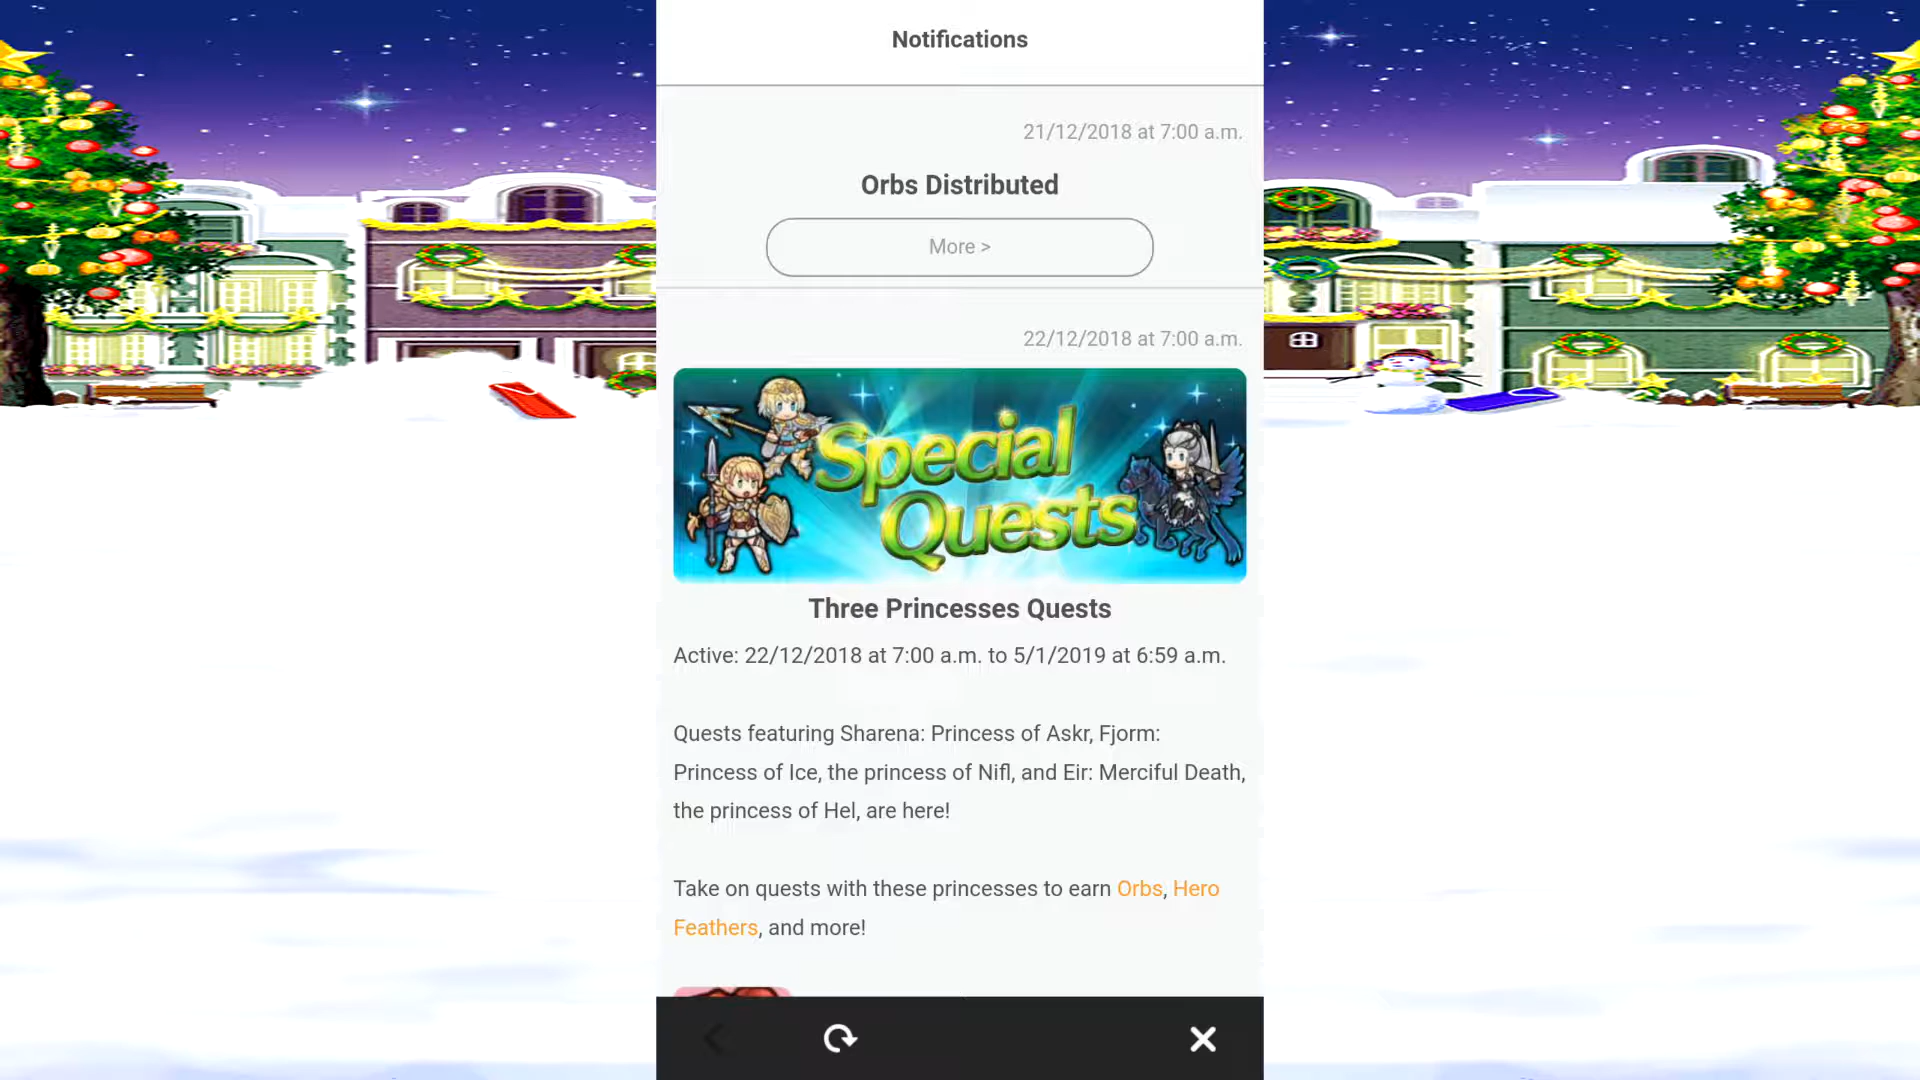 Notifications
21/12/2018 at 7:00 a.m.
Orbs Distributed
More >
22/12/2018 at 7:00 a.m.
Special
Quests
Three Princesses Quests
Active: 22/12/2018 at 7:00 a.m. to 5/1/2019 at 6:59 a.m.
Quests featuring Sharena: Princess of Askr, Fjorm:
Princess of Ice, the princess of Nifl, and Eir: Merciful Death,
the princess of Hel, are here!
Take on quests with these princesses to earn Orbs, Hero
Feathers, and more!